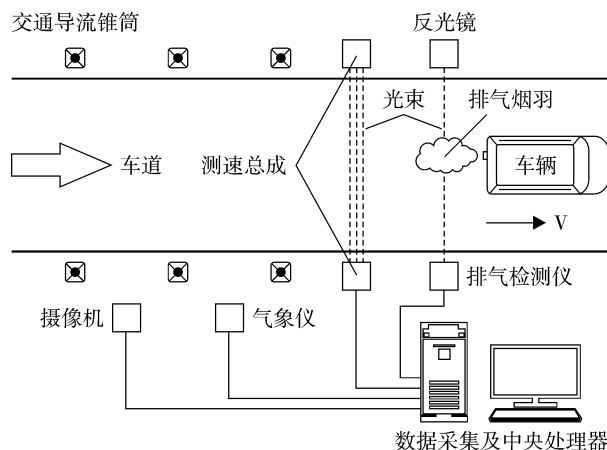 交通导流锥筒
反光镜
光束
排气烟羽
车道
测速总成
车辆
V
排气检测仪
摄像机
气象仪
数据采集及中央处理器